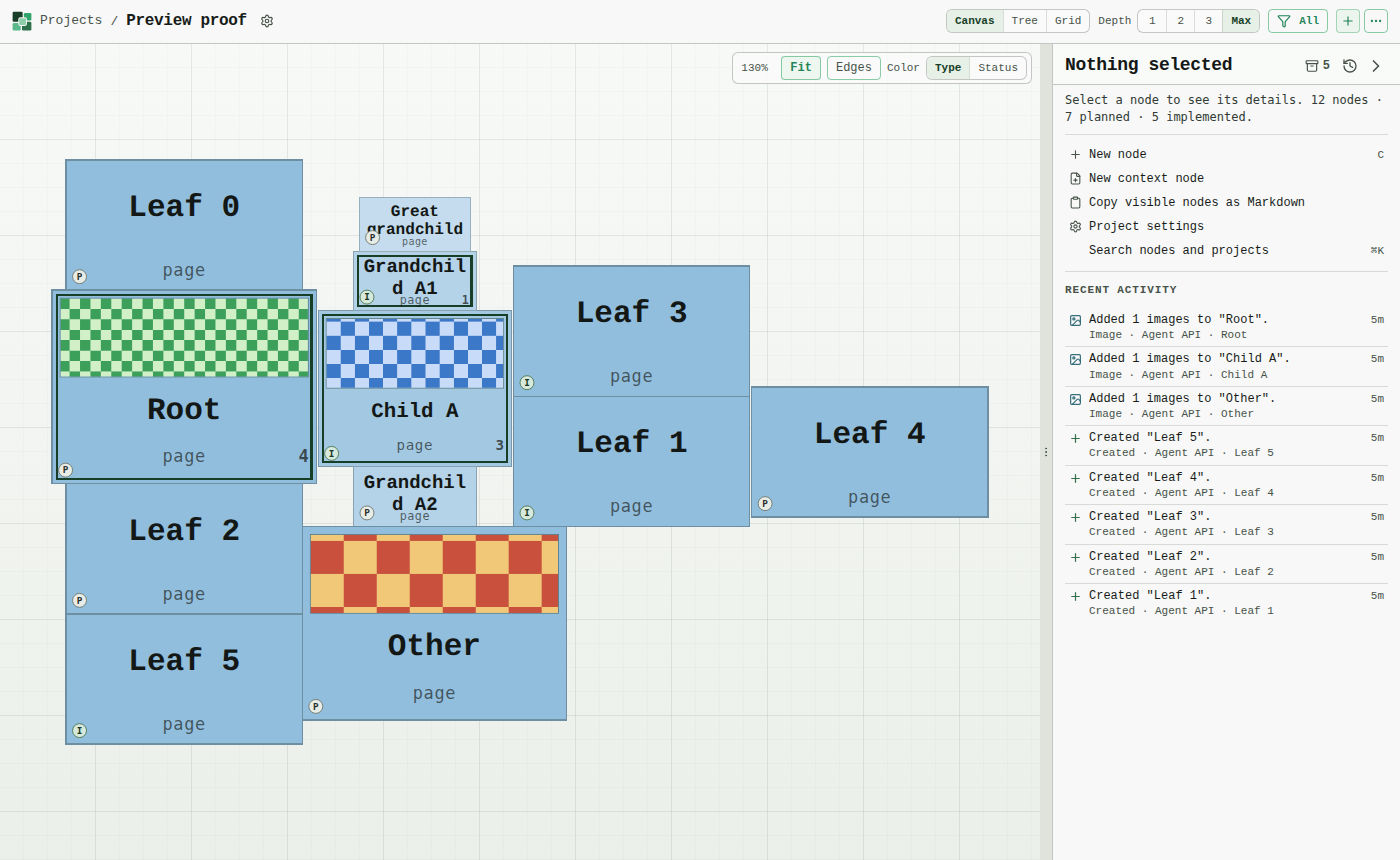 Projects / Preview proof
Canvas Tree Grid Depth 1 2 3 Max All
130% Fit Edges Color Type Status
Leaf 0
page
P
Great
grandchild
page
P
Grandchil
d A1
page
I
1
Root
page
4
P
Child A
page
3
I
Grandchil
d A2
page
P
Leaf 3
page
I
Leaf 1
page
I
Leaf 4
page
P
Leaf 2
page
P
Other
page
P
Leaf 5
page
I
Nothing selected
5
Select a node to see its details. 12 nodes ·
7 planned · 5 implemented.
New node C
New context node
Copy visible nodes as Markdown
Project settings
Search nodes and projects ⌘K
RECENT ACTIVITY
Added 1 images to "Root". 5m
Image · Agent API · Root
Added 1 images to "Child A". 5m
Image · Agent API · Child A
Added 1 images to "Other". 5m
Image · Agent API · Other
Created "Leaf 5". 5m
Created · Agent API · Leaf 5
Created "Leaf 4". 5m
Created · Agent API · Leaf 4
Created "Leaf 3". 5m
Created · Agent API · Leaf 3
Created "Leaf 2". 5m
Created · Agent API · Leaf 2
Created "Leaf 1". 5m
Created · Agent API · Leaf 1